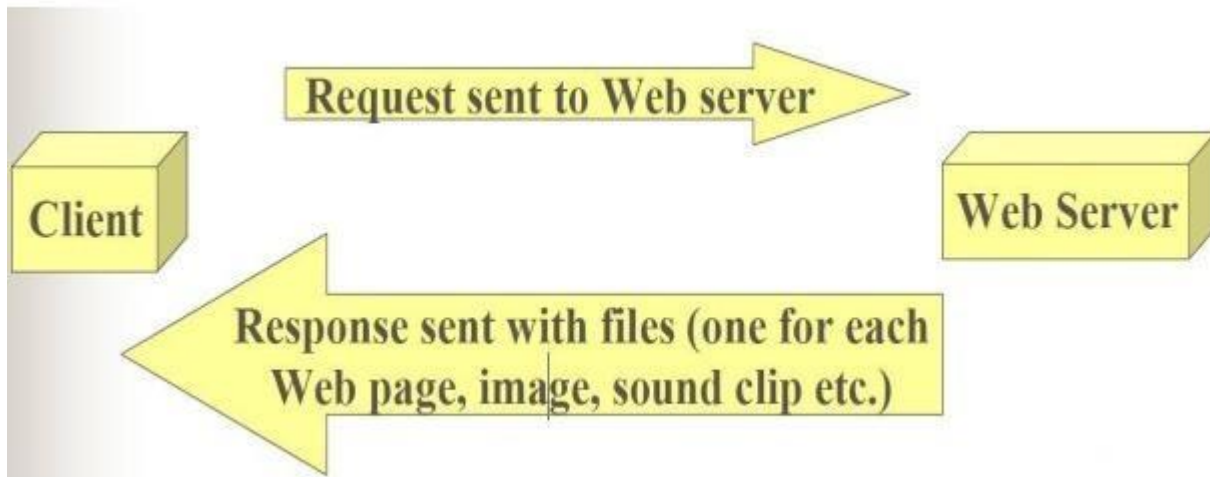 Request sent to Web server
Client
Web Server
Response sent with files (one for each
Web page, image, sound clip etc.)